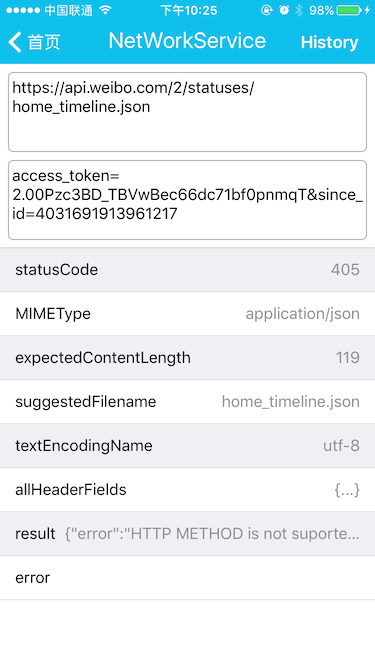 中国联通 下午10:25 98%
首页 NetWorkService History
https://api.weibo.com/2/statuses/
home_timeline.json
access_token=
2.00Pzc3BD_TBVwBec66dc71bf0pnmqT&since_
id=4031691913961217
statusCode 405
MIMEType application/json
expectedContentLength 119
suggestedFilename home_timeline.json
textEncodingName utf-8
allHeaderFields {...}
result {"error":"HTTP METHOD is not suporte...
error